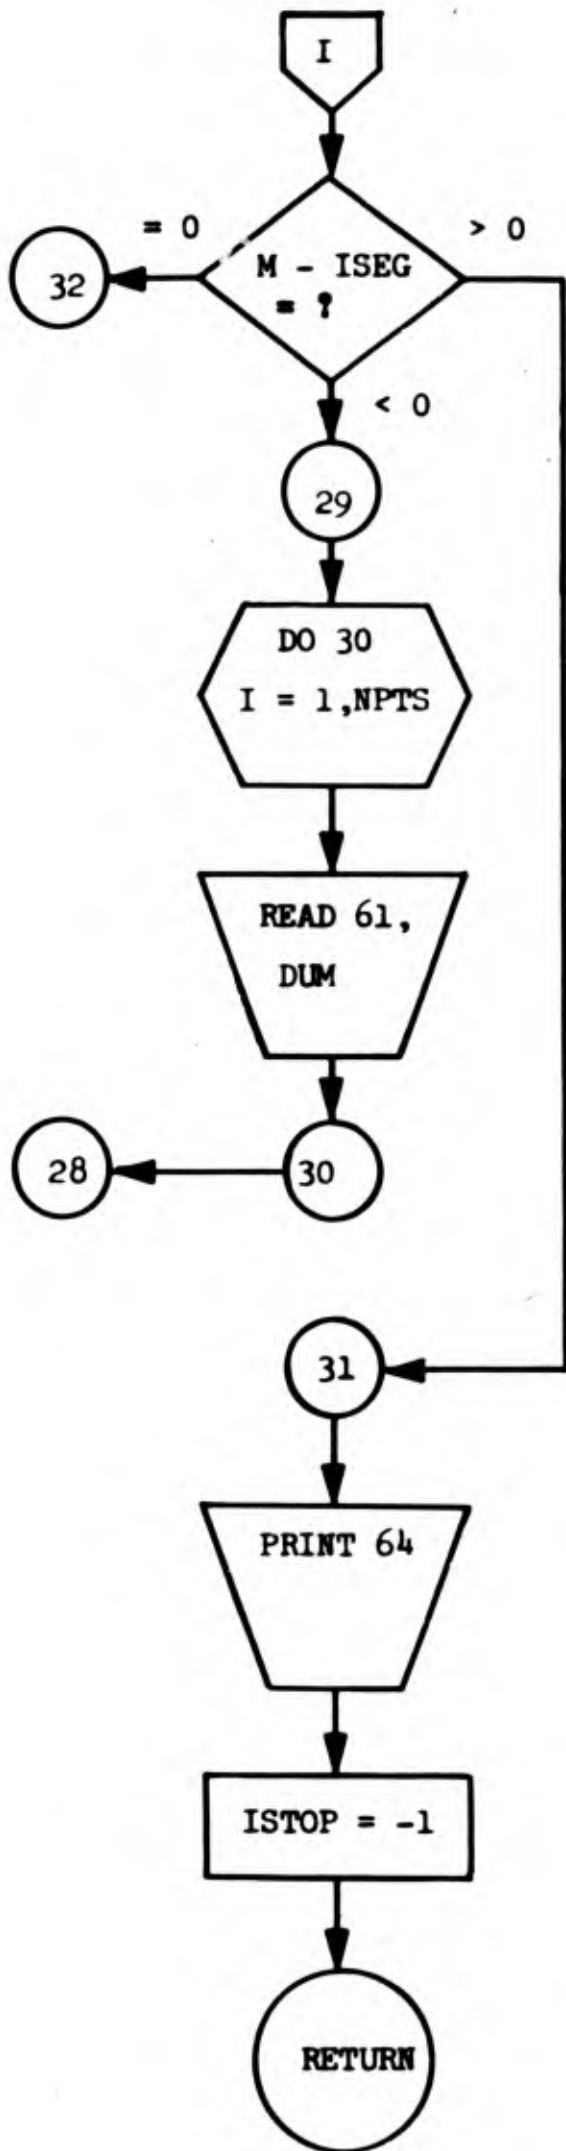 I
= 0
> 0
M - ISEG
= ?
32
< 0
29
DO 30
I = 1,NPTS
READ 61,
DUM
28
30
31
PRINT 64
ISTOP = -1
RETURN